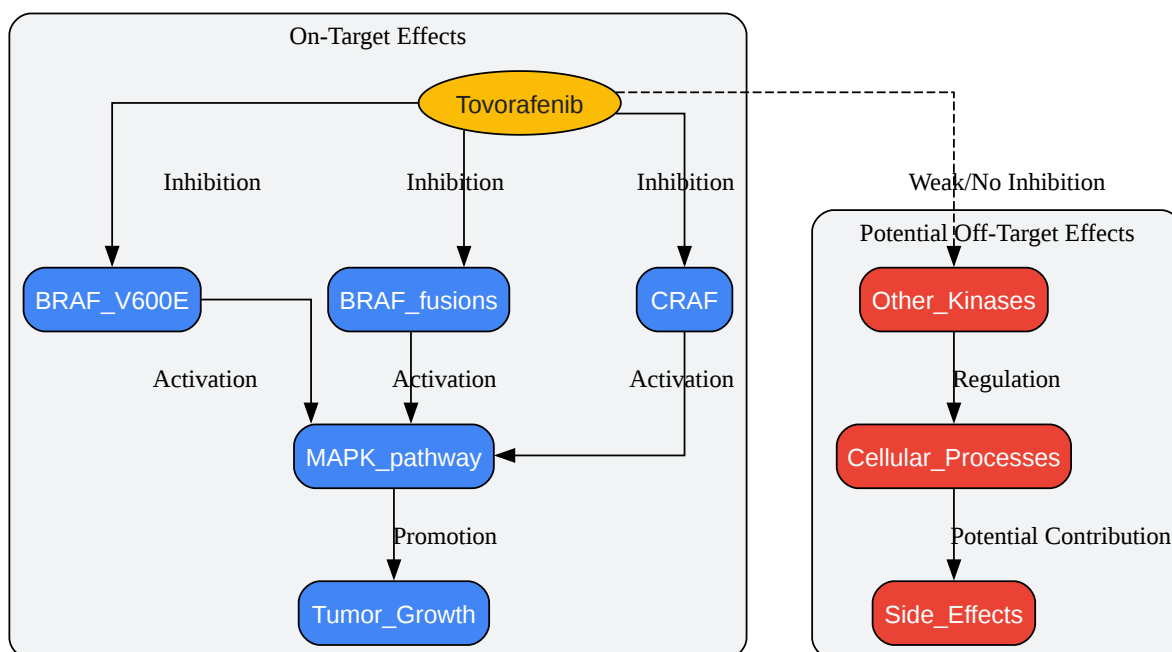 On-Target Effects
Tovorafenib
Inhibition
Inhibition
Inhibition
Weak/No Inhibition
Potential Off-Target Effects
BRAF_V600E
BRAF_fusions
CRAF
Other_Kinases
Activation
Activation
Activation
Regulation
MAPK_pathway
Cellular_Processes
Promotion
Potential Contribution
Tumor_Growth
Side_Effects